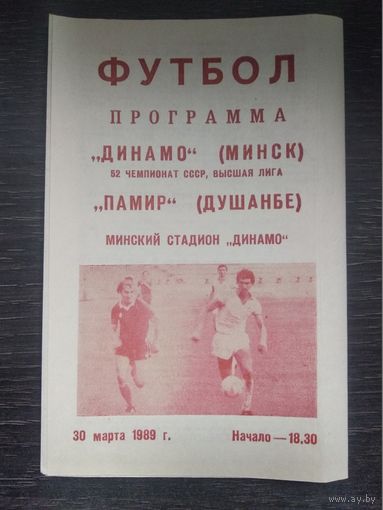 ФУТБОЛ
ПРОГРАММА
„ДИНАМО“ (МИНСК)
52 ЧЕМПИОНАТ СССР, ВЫСШАЯ ЛИГА
„ПАМИР“ (ДУШАНБЕ)
МИНСКИЙ СТАДИОН „ДИНАМО“
30 марта 1989 г. Начало — 18.30
www.ay.by